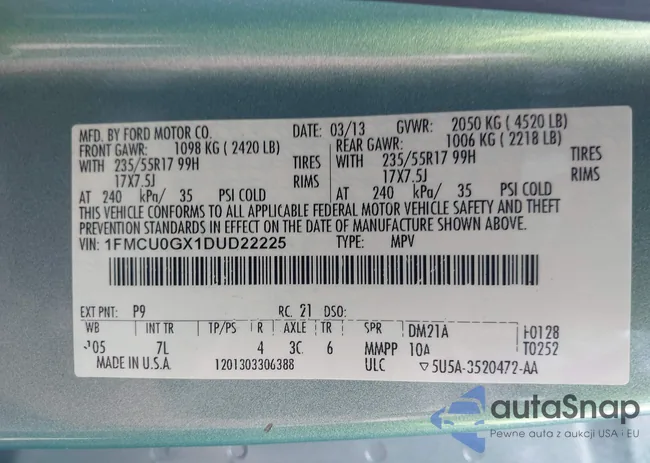 MFD. BY FORD MOTOR CO. DATE: 03/13 GVWR: 2050 KG ( 4520 LB)
FRONT GAWR: 1098 KG ( 2420 LB) REAR GAWR: 1006 KG ( 2218 LB)
WITH 235/55R17 99H TIRES WITH 235/55R17 99H TIRES
17X7.5J RIMS 17X7.5J RIMS
AT 240 kPa/ 35 PSI COLD AT 240 kPa/ 35 PSI COLD
THIS VEHICLE CONFORMS TO ALL APPLICABLE FEDERAL MOTOR VEHICLE SAFETY AND THEFT
PREVENTION STANDARDS IN EFFECT ON THE DATE OF MANUFACTURE SHOWN ABOVE.
VIN: 1FMCU0GX1DUD22225 TYPE: MPV
EXT PNT: P9 RC: 21 DSO:
WB INT TR TP/PS R AXLE TR SPR DM21A F0128
105 7L 4 3C 6 MMPP 10A T0252
MADE IN U.S.A. 1201303306388 ULC ▽5U5A-3520472-AA
autaSnap
Pewne auta z aukcji USA i EU